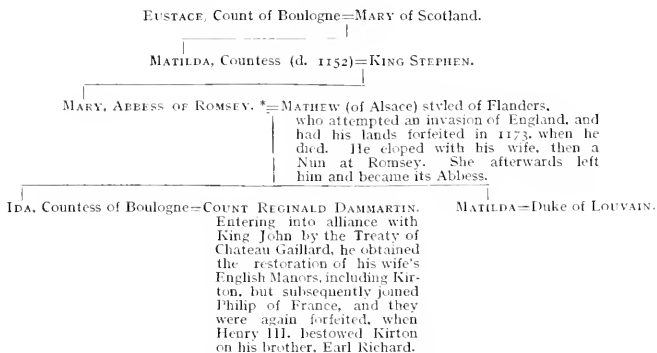 EUSTACE, Count of Boulogne=MARY of Scotland.
MATILDA, Countess (d. 1152)=KING STEPHEN.
MARY, ABBESS OF ROMSEY. *=MATHEW (of Alsace) styled of Flanders,
who attempted an invasion of England, and
had his lands forfeited in 1173, when he
died. He eloped with his wife, then a
Nun at Romsey. She afterwards left
him and became its Abbess.
IDA, Countess of Boulogne=COUNT REGINALD DAMMARTIN. MATILDA=Duke of LOUVAIN.
Entering into alliance with
King John by the Treaty of
Chateau Gaillard, he obtained
the restoration of his wife's
English Manors, including Kir-
ton, but subsequently joined
Philip of France, and they
were again forfeited, when
Henry III. bestowed Kirton
on his brother, Earl Richard.